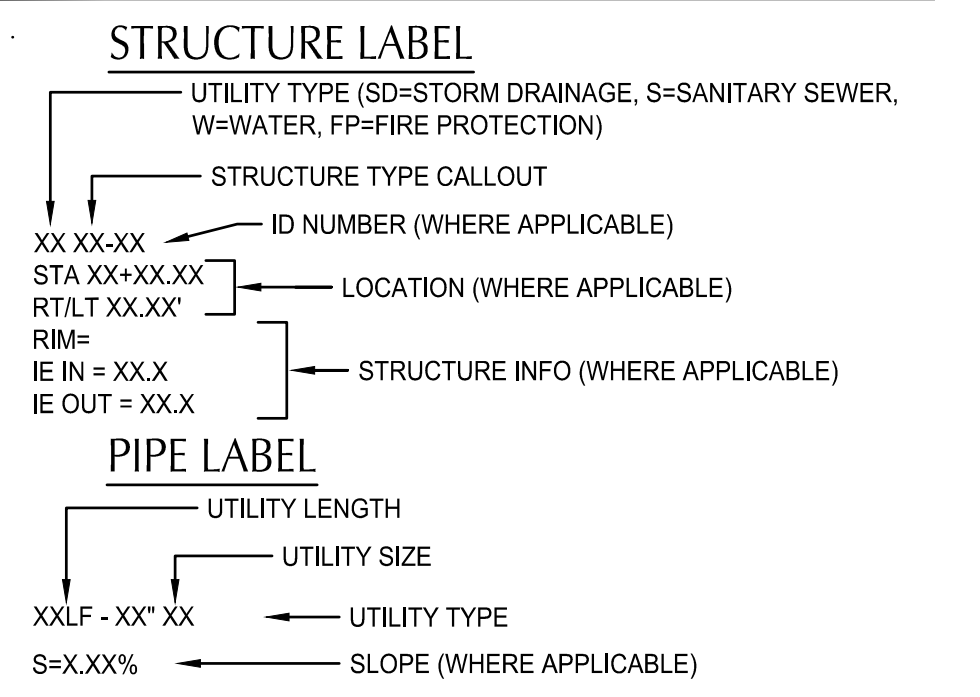 STRUCTURE LABEL
UTILITY TYPE (SD=STORM DRAINAGE, S=SANITARY SEWER,
W=WATER, FP=FIRE PROTECTION)
STRUCTURE TYPE CALLOUT
ID NUMBER (WHERE APPLICABLE)
XX XX-XX
STA XX+XX.XX
RT/LT XX.XX'
LOCATION (WHERE APPLICABLE)
RIM=
IE IN = XX.X
IE OUT = XX.X
STRUCTURE INFO (WHERE APPLICABLE)
PIPE LABEL
UTILITY LENGTH
UTILITY SIZE
XXLF - XX" XX
UTILITY TYPE
S=X.XX%
SLOPE (WHERE APPLICABLE)